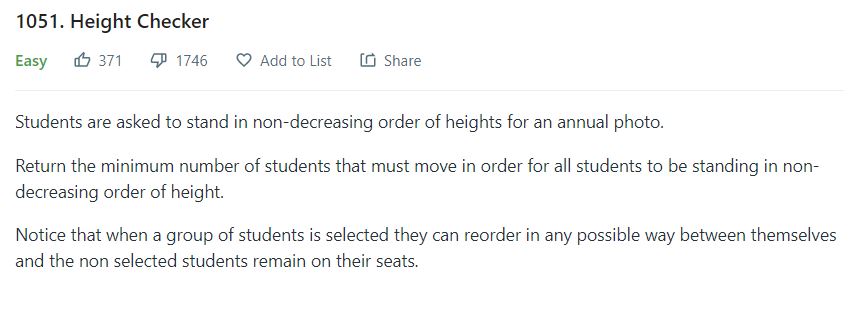 1051. Height Checker
Easy 371 1746 Add to List Share
Students are asked to stand in non-decreasing order of heights for an annual photo.
Return the minimum number of students that must move in order for all students to be standing in non-
decreasing order of height.
Notice that when a group of students is selected they can reorder in any possible way between themselves
and the non selected students remain on their seats.